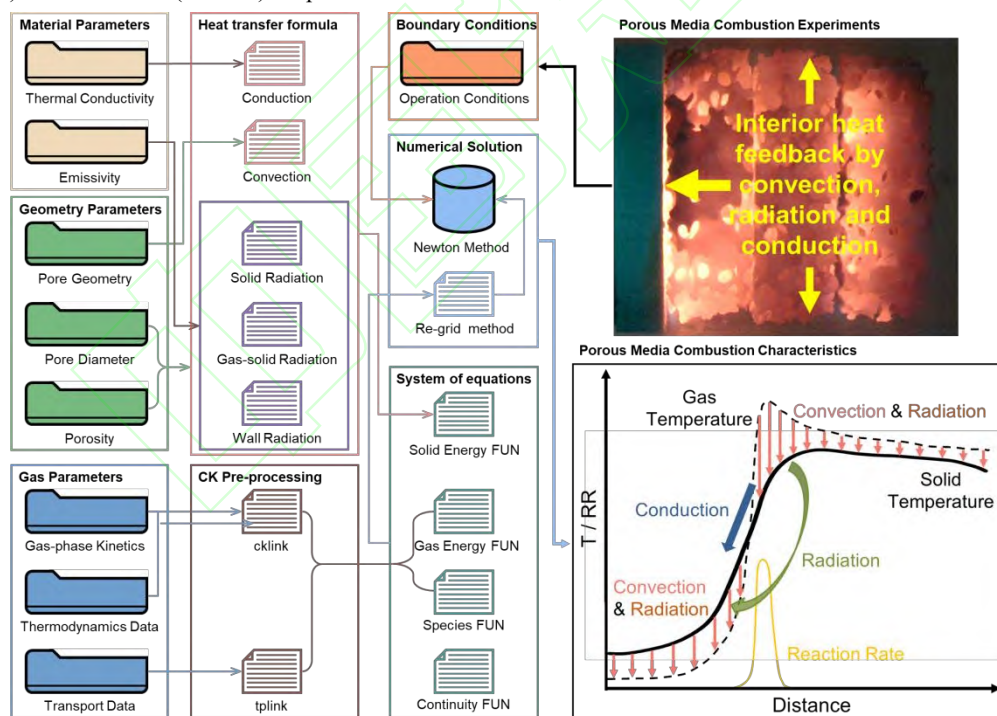 Material Parameters
Thermal Conductivity
Emissivity
Geometry Parameters
Pore Geometry
Pore Diameter
Porosity
Gas Parameters
Gas-phase Kinetics
Thermodynamics Data
Transport Data
Heat transfer formula
Conduction
Convection
Solid Radiation
Gas-solid Radiation
Wall Radiation
CK Pre-processing
cklink
tplink
Boundary Conditions
Operation Conditions
Numerical Solution
Newton Method
Re-grid method
System of equations
Solid Energy FUN
Gas Energy FUN
Species FUN
Continuity FUN
Porous Media Combustion Experiments
Interior heat
feedback by
convection,
radiation and
conduction
Porous Media Combustion Characteristics
Gas
Temperature
Convection & Radiation
Solid
Temperature
Conduction
Radiation
Convection
& Radiation
Reaction Rate
T / RR
Distance